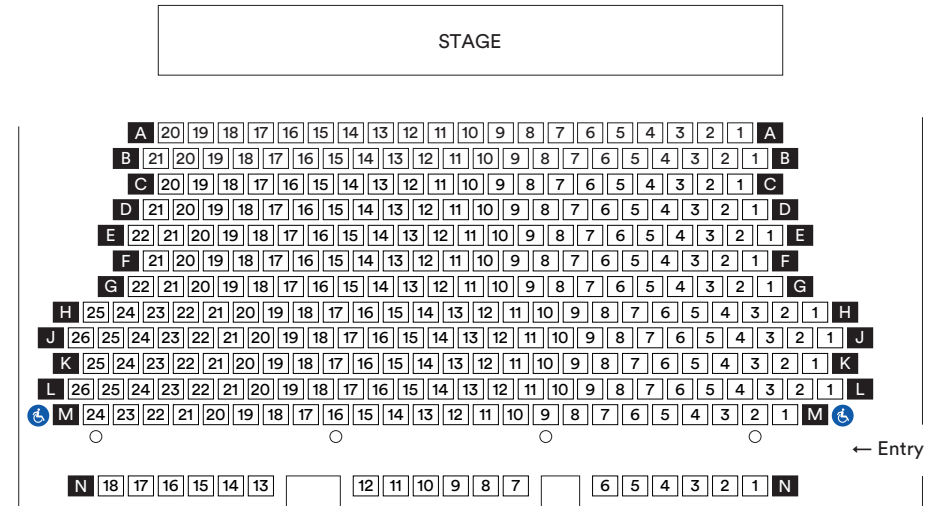 STAGE
A 20 19 18 17 16 15 14 13 12 11 10 9 8 7 6 5 4 3 2 1 A
B 21 20 19 18 17 16 15 14 13 12 11 10 9 8 7 6 5 4 3 2 1 B
C 20 19 18 17 16 15 14 13 12 11 10 9 8 7 6 5 4 3 2 1 C
D 21 20 19 18 17 16 15 14 13 12 11 10 9 8 7 6 5 4 3 2 1 D
E 22 21 20 19 18 17 16 15 14 13 12 11 10 9 8 7 6 5 4 3 2 1 E
F 21 20 19 18 17 16 15 14 13 12 11 10 9 8 7 6 5 4 3 2 1 F
G 22 21 20 19 18 17 16 15 14 13 12 11 10 9 8 7 6 5 4 3 2 1 G
H 25 24 23 22 21 20 19 18 17 16 15 14 13 12 11 10 9 8 7 6 5 4 3 2 1 H
J 26 25 24 23 22 21 20 19 18 17 16 15 14 13 12 11 10 9 8 7 6 5 4 3 2 1 J
K 25 24 23 22 21 20 19 18 17 16 15 14 13 12 11 10 9 8 7 6 5 4 3 2 1 K
L 26 25 24 23 22 21 20 19 18 17 16 15 14 13 12 11 10 9 8 7 6 5 4 3 2 1 L
M 24 23 22 21 20 19 18 17 16 15 14 13 12 11 10 9 8 7 6 5 4 3 2 1 M
← Entry
N 18 17 16 15 14 13 12 11 10 9 8 7 6 5 4 3 2 1 N